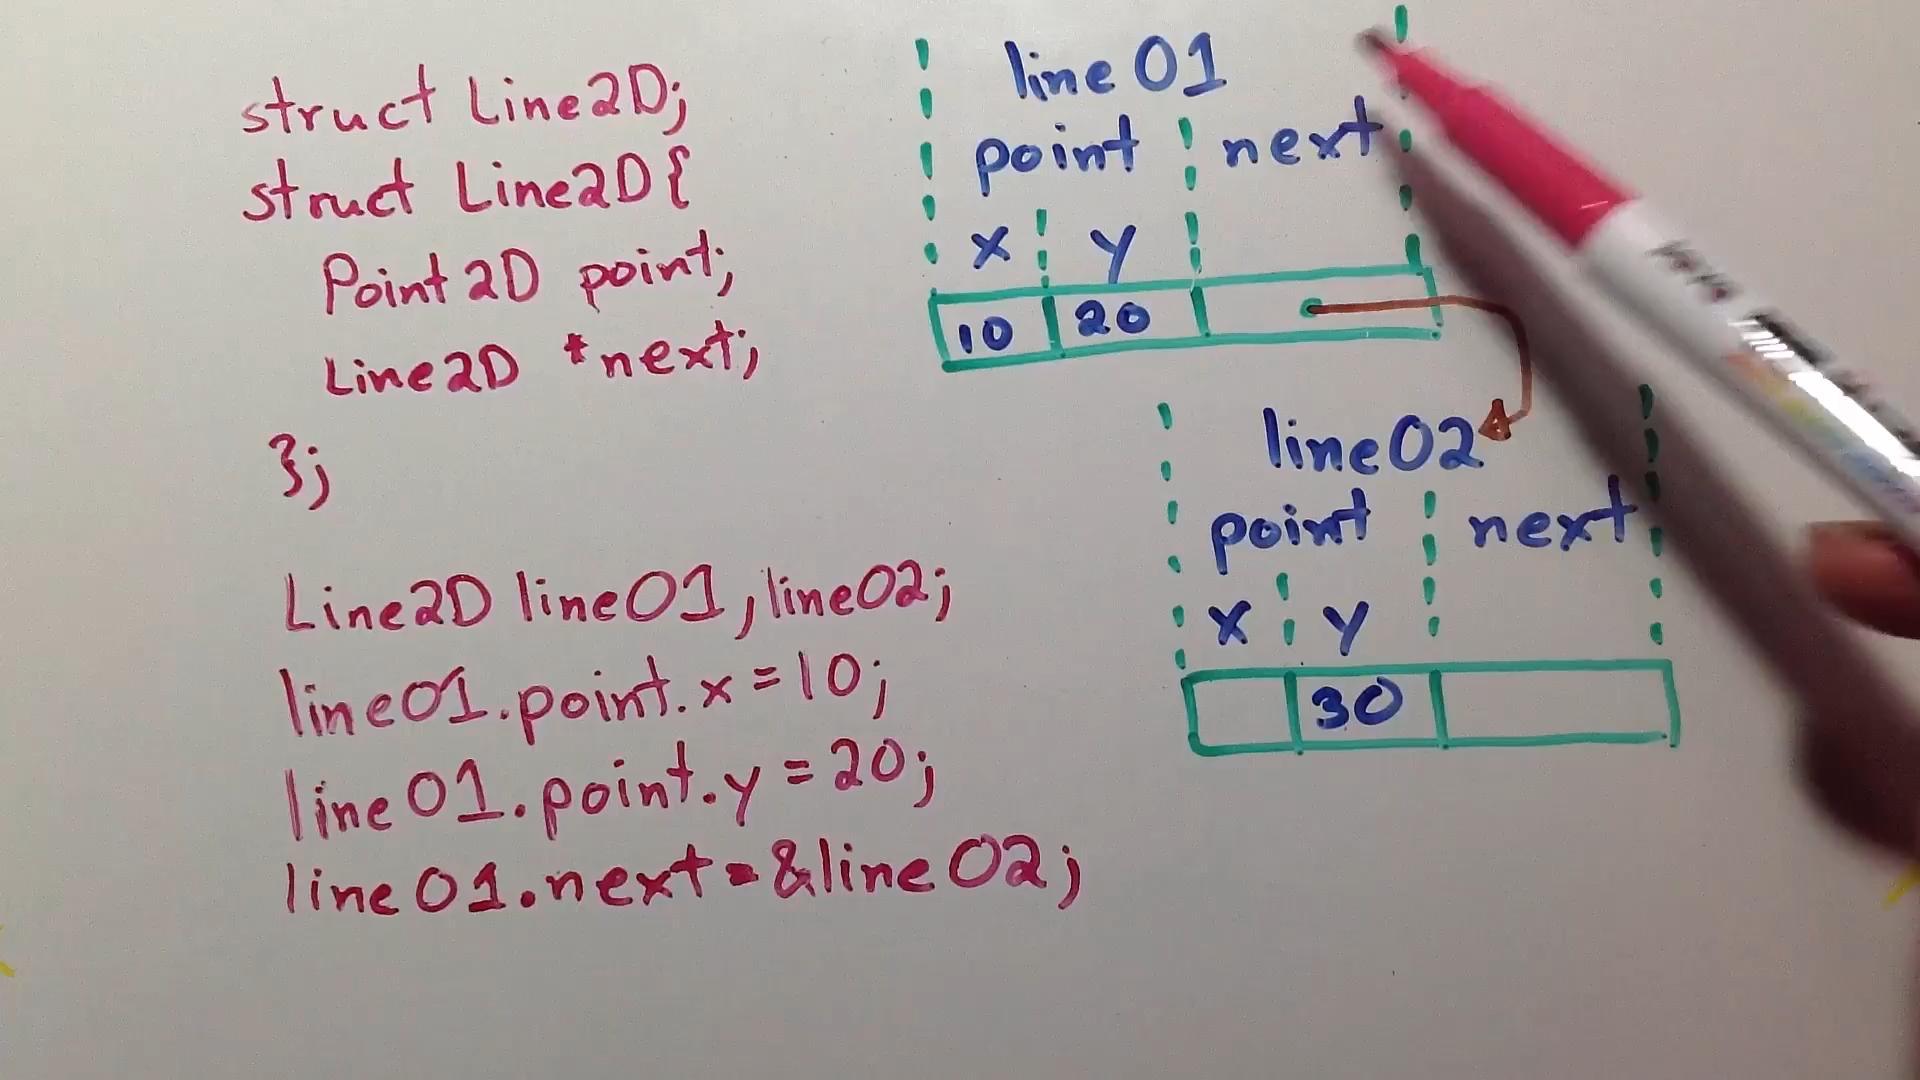 struct Line2D;
struct Line2D{
Point2D point;
Line2D *next;
};
Line2D line01, line02;
line01.point.x=10;
line01.point.y=20;
line01.next=&line02;
line01
point next
x y
10 20
line02
point next
x y
30